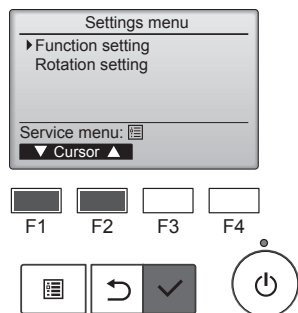 Settings menu
Function setting
Rotation setting
Service menu:
▼ Cursor ▲
F1 F2 F3 F4